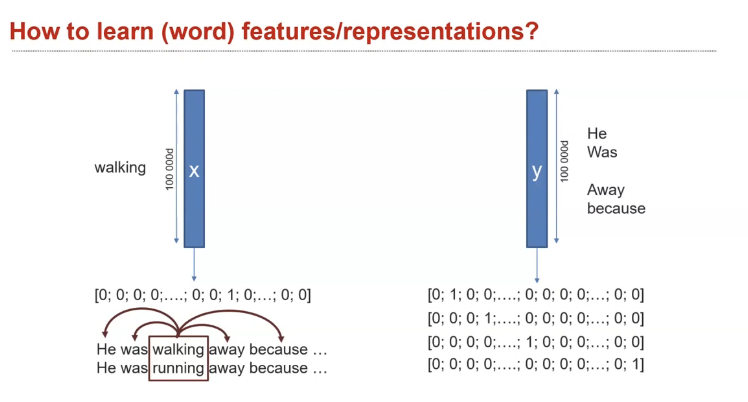 How to learn (word) features/representations?
walking
100 000d
x
[0; 0; 0; 0;….; 0; 0; 1; 0;…; 0; 0]
He was walking away because …
He was running away because …
y
100 000d
He
Was
Away
because
[0; 1; 0; 0;….; 0; 0; 0; 0;…; 0; 0]
[0; 0; 0; 1;….; 0; 0; 0; 0;…; 0; 0]
[0; 0; 0; 0;….; 1; 0; 0; 0;…; 0; 0]
[0; 0; 0; 0;….; 0; 0; 0; 0;…; 0; 1]